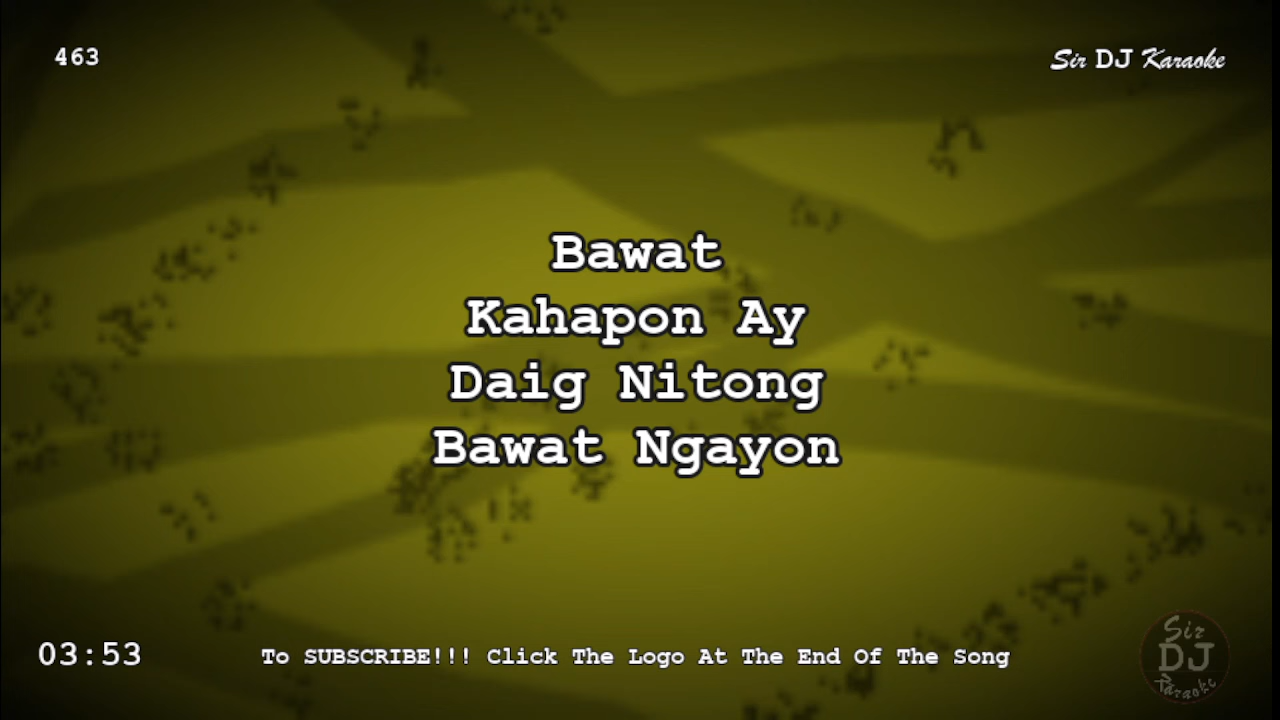 463
Sir DJ Karaoke
Bawat
Kahapon Ay
Daig Nitong
Bawat Ngayon
03:53
To SUBSCRIBE!!! Click The Logo At The End Of The Song
Sir
DJ
Karaoke